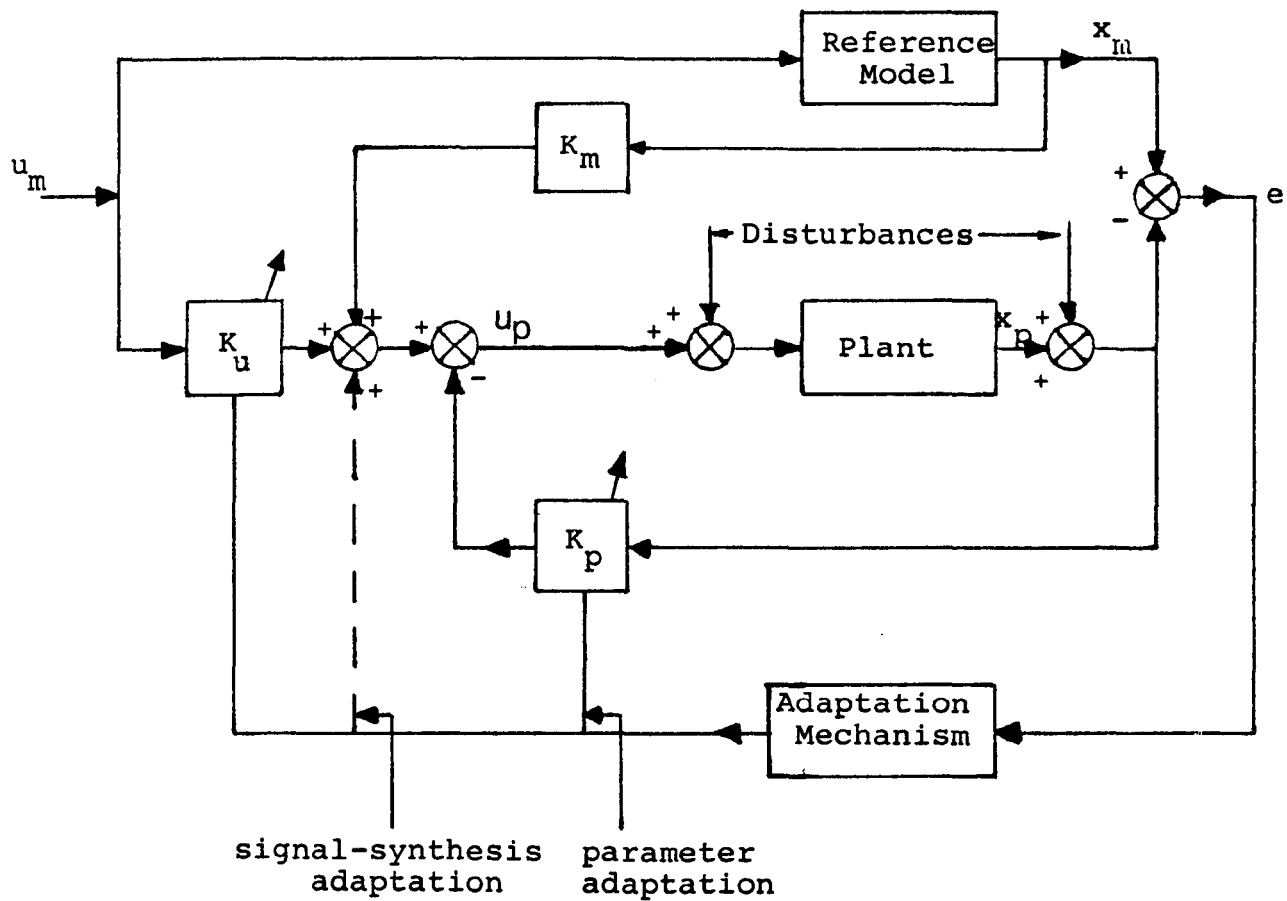 Reference
Model
x_m
K_m
u_m
+
-
e
Disturbances
K_u
+
+
+
+
-
u_p
+
+
Plant
x_p
+
+
K_p
Adaptation
Mechanism
signal-synthesis
adaptation
parameter
adaptation